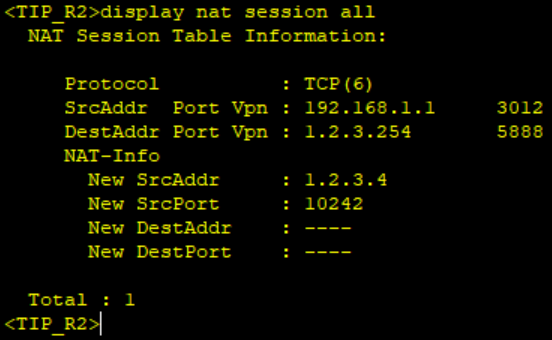 <TIP_R2>display nat session all
NAT Session Table Information:
Protocol : TCP(6)
SrcAddr Port Vpn : 192.168.1.1 3012
DestAddr Port Vpn : 1.2.3.254 5888
NAT-Info
New SrcAddr : 1.2.3.4
New SrcPort : 10242
New DestAddr : ----
New DestPort : ----
Total : 1
<TIP_R2>